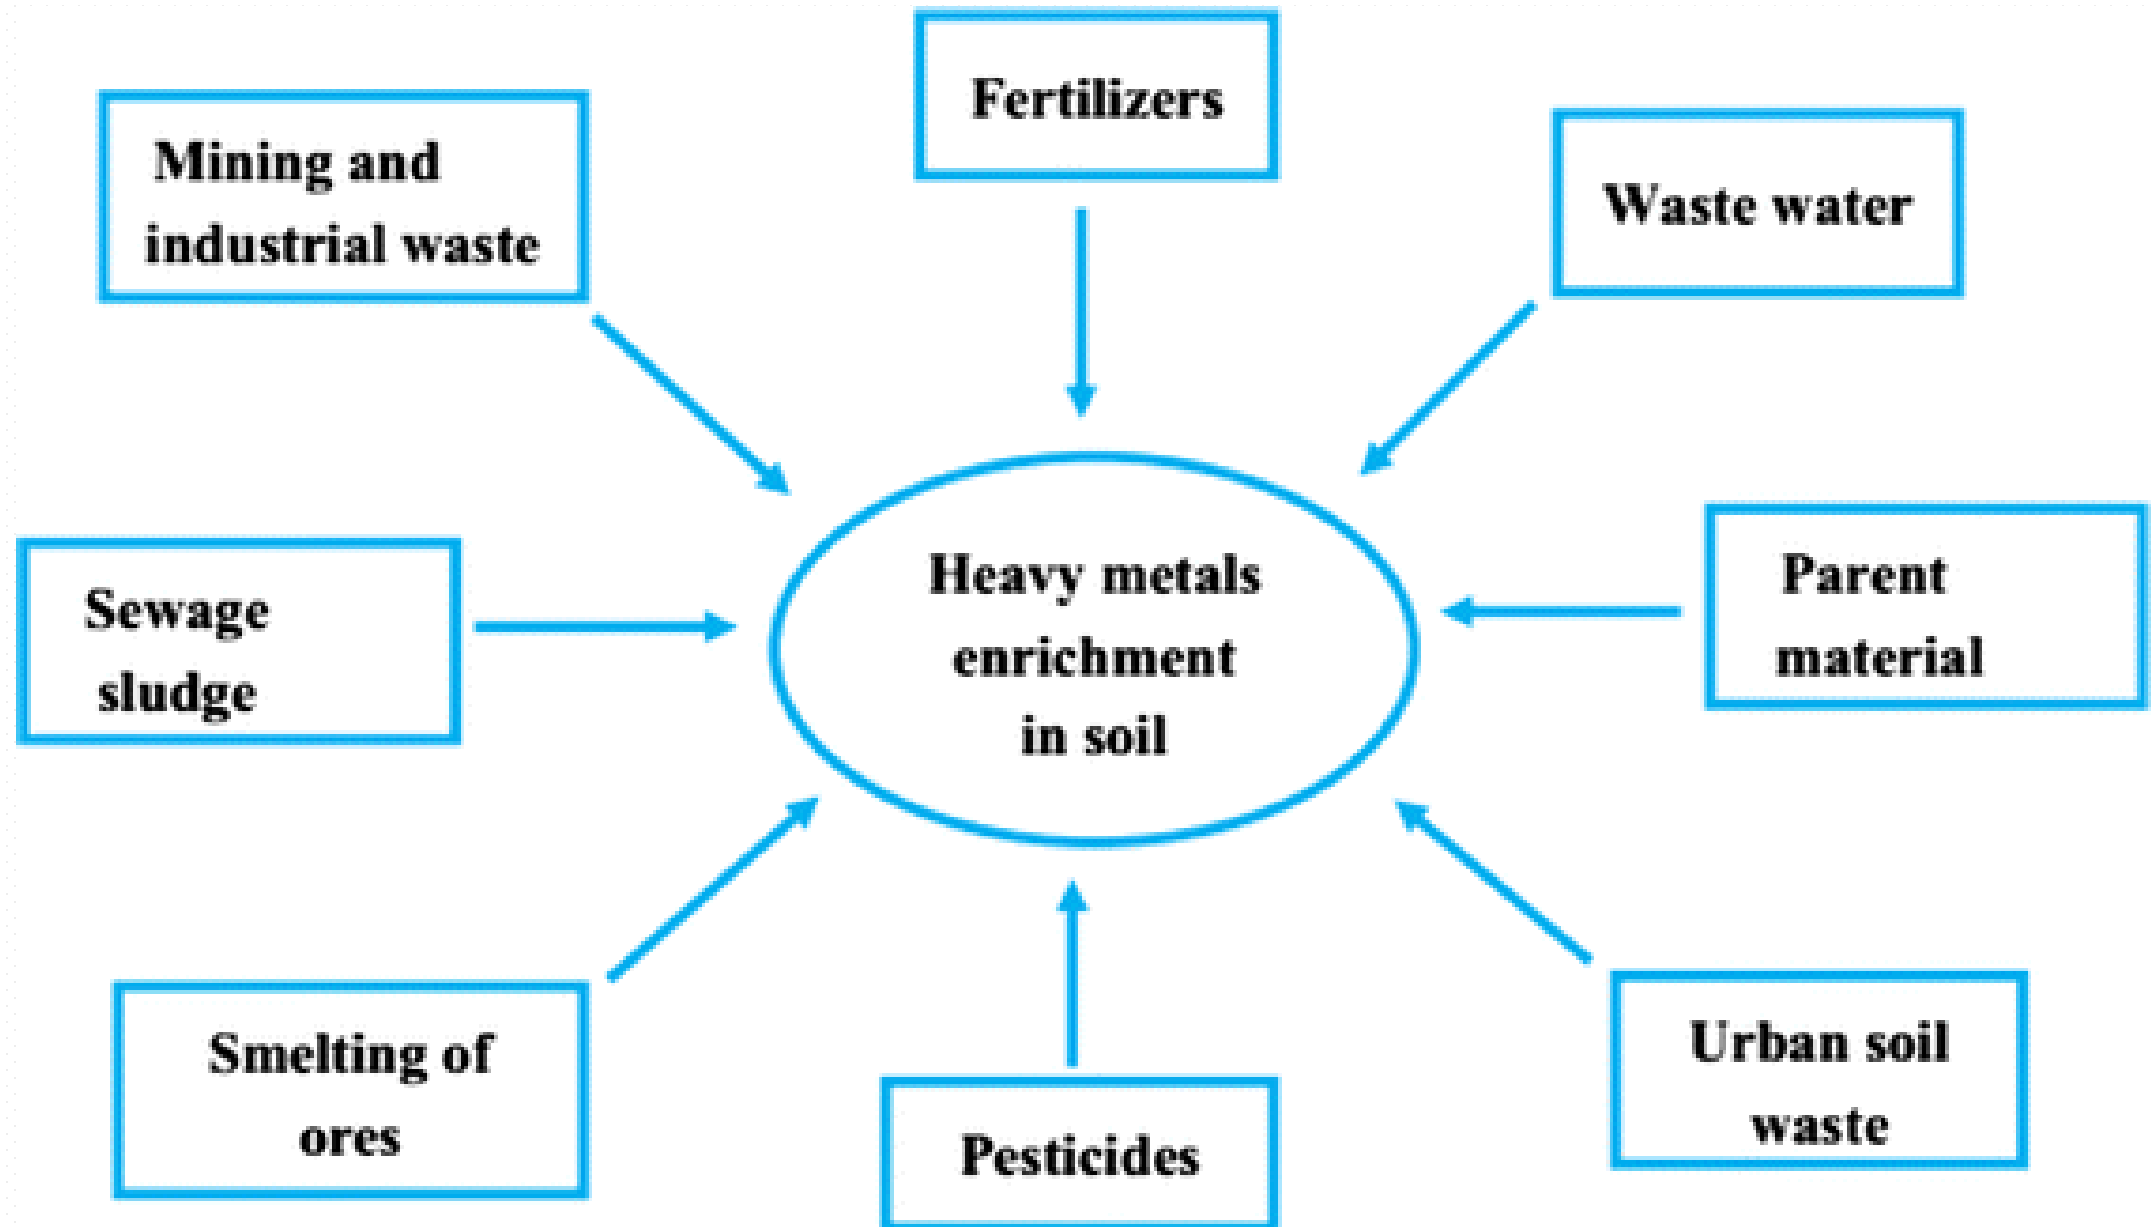 Fertilizers
Mining and
industrial waste
Waste water
Heavy metals
enrichment
in soil
Parent
material
Sewage
sludge
Smelting of
ores
Pesticides
Urban soil
waste